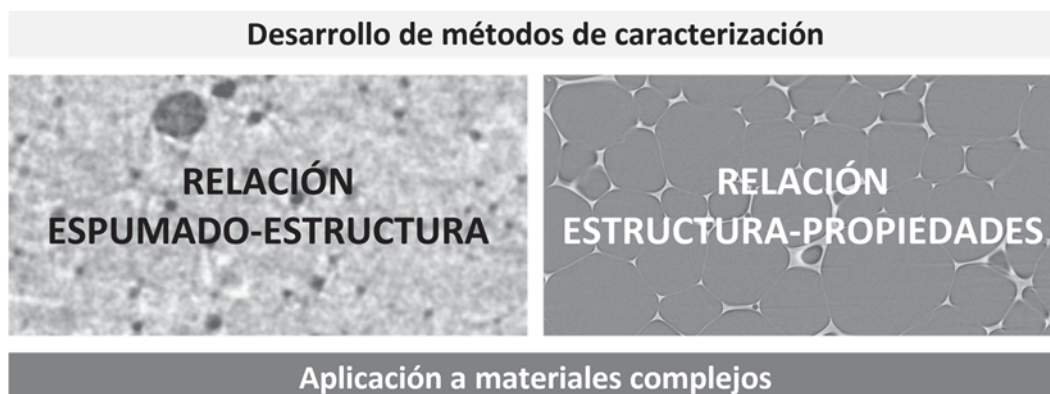 Desarrollo de métodos de caracterización
RELACIÓN
ESPUMADO-ESTRUCTURA
RELACIÓN
ESTRUCTURA-PROPIEDADES
Aplicación a materiales complejos